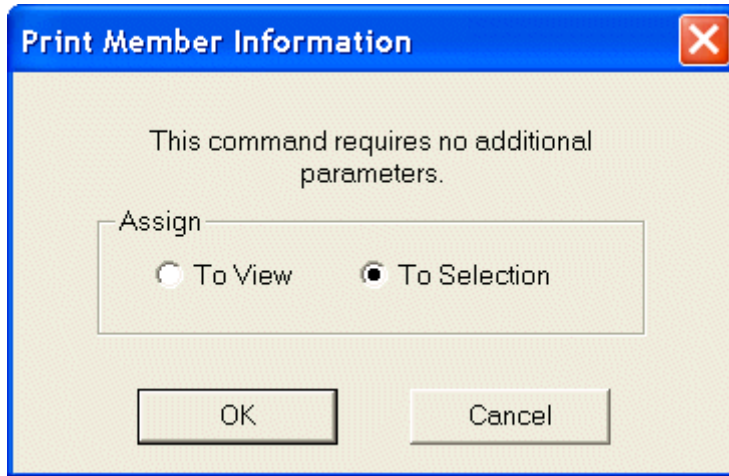 Print Member Information
This command requires no additional
parameters.
Assign
To View To Selection
OK Cancel